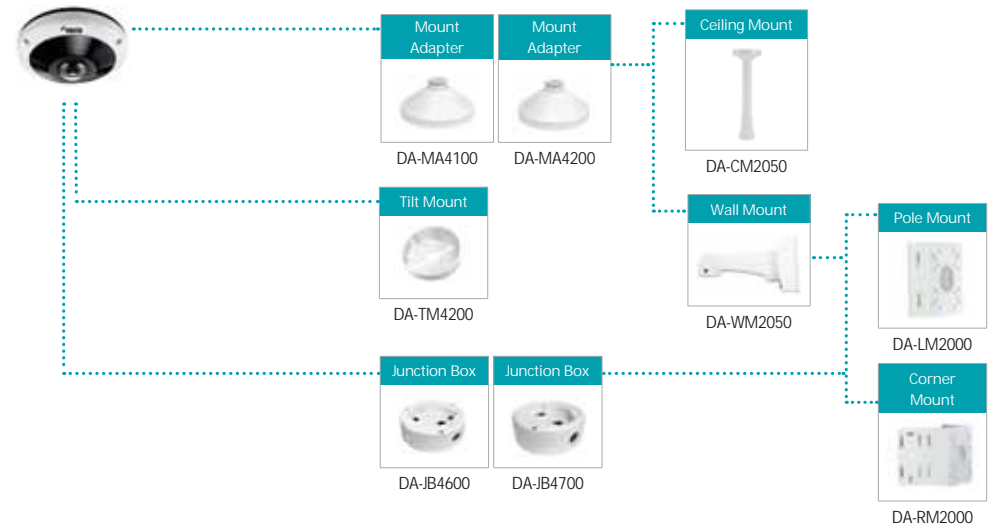 Mount
Adapter
DA-MA4100
Mount
Adapter
DA-MA4200
Ceiling Mount
DA-CM2050
Tilt Mount
DA-TM4200
Wall Mount
DA-WM2050
Pole Mount
DA-LM2000
Junction Box
DA-JB4600
Junction Box
DA-JB4700
Corner
Mount
DA-RM2000